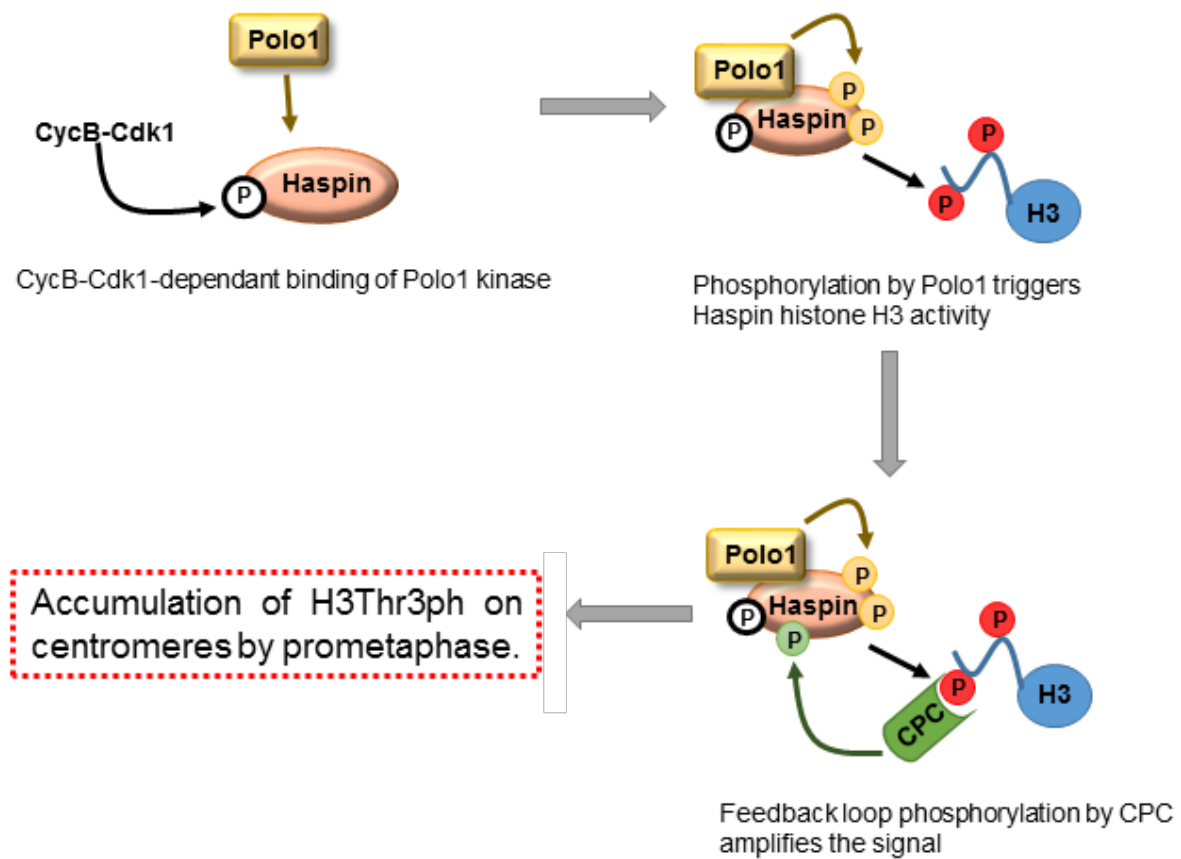 Polo1
CycB-Cdk1
P
Haspin
CycB-Cdk1-dependant binding of Polo1 kinase
Polo1
P
Haspin
P
P
P
P
H3
Phosphorylation by Polo1 triggers
Haspin histone H3 activity
Polo1
P
Haspin
P
P
P
P
P
H3
CPC
Feedback loop phosphorylation by CPC
amplifies the signal
Accumulation of H3Thr3ph on
centromeres by prometaphase.